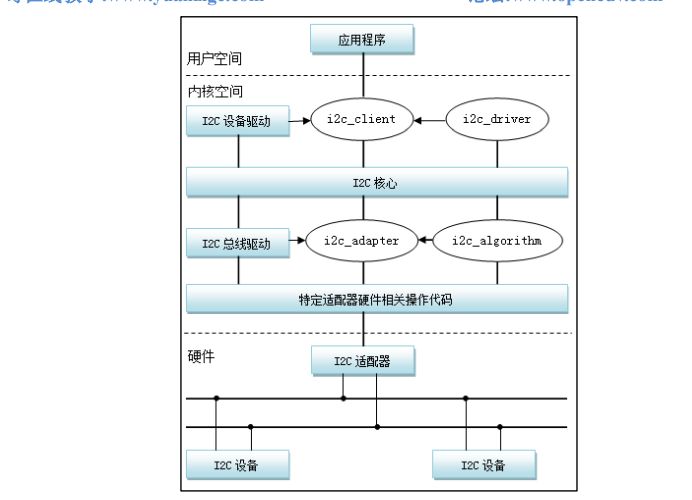 应用程序
用户空间
内核空间
I2C 设备驱动
i2c_client
i2c_driver
I2C 核心
I2C 总线驱动
i2c_adapter
i2c_algorithm
特定适配器硬件相关操作代码
硬件
I2C 适配器
I2C 设备
I2C 设备